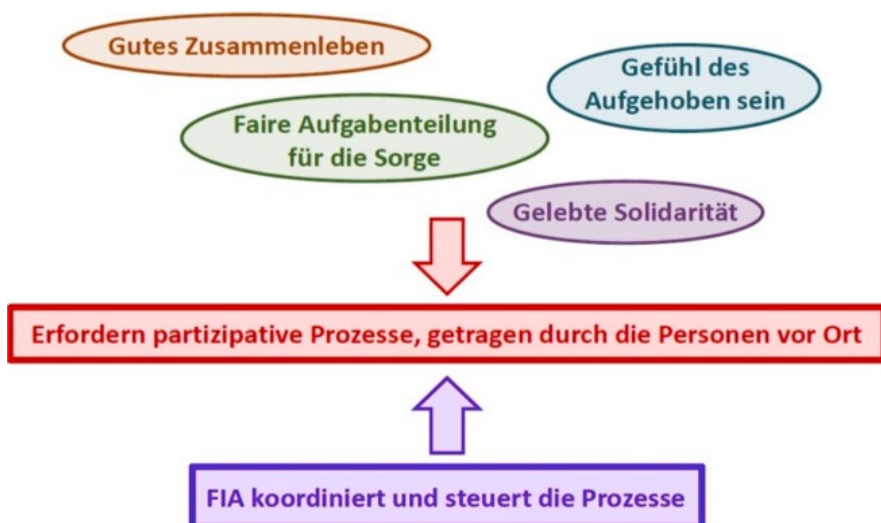 Gutes Zusammenleben
Gefühl des
Aufgehoben sein
Faire Aufgabenteilung
für die Sorge
Gelebte Solidarität
Erfordern partizipative Prozesse, getragen durch die Personen vor Ort
FIA koordiniert und steuert die Prozesse